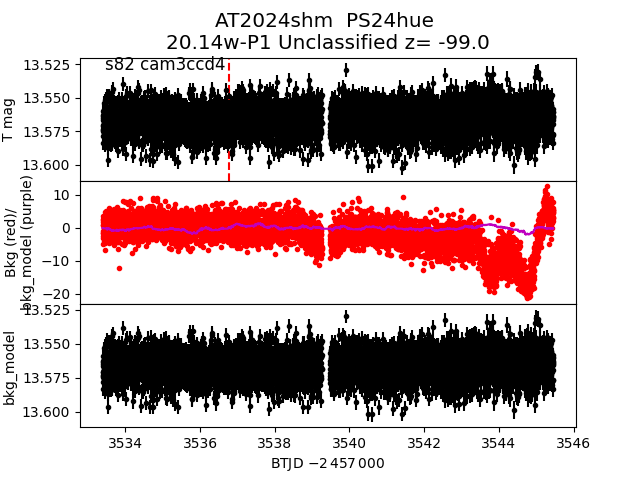 AT2024shm  PS24hue
20.14w-P1 Unclassified z= -99.0
s82 cam3ccd4
T mag
13.525
13.550
13.575
13.600
Bkg (red)/
bkg_model (purple)
10
0
−10
−20
bkg_model
13.525
13.550
13.575
13.600
3534
3536
3538
3540
3542
3544
3546
BTJD −2 457 000